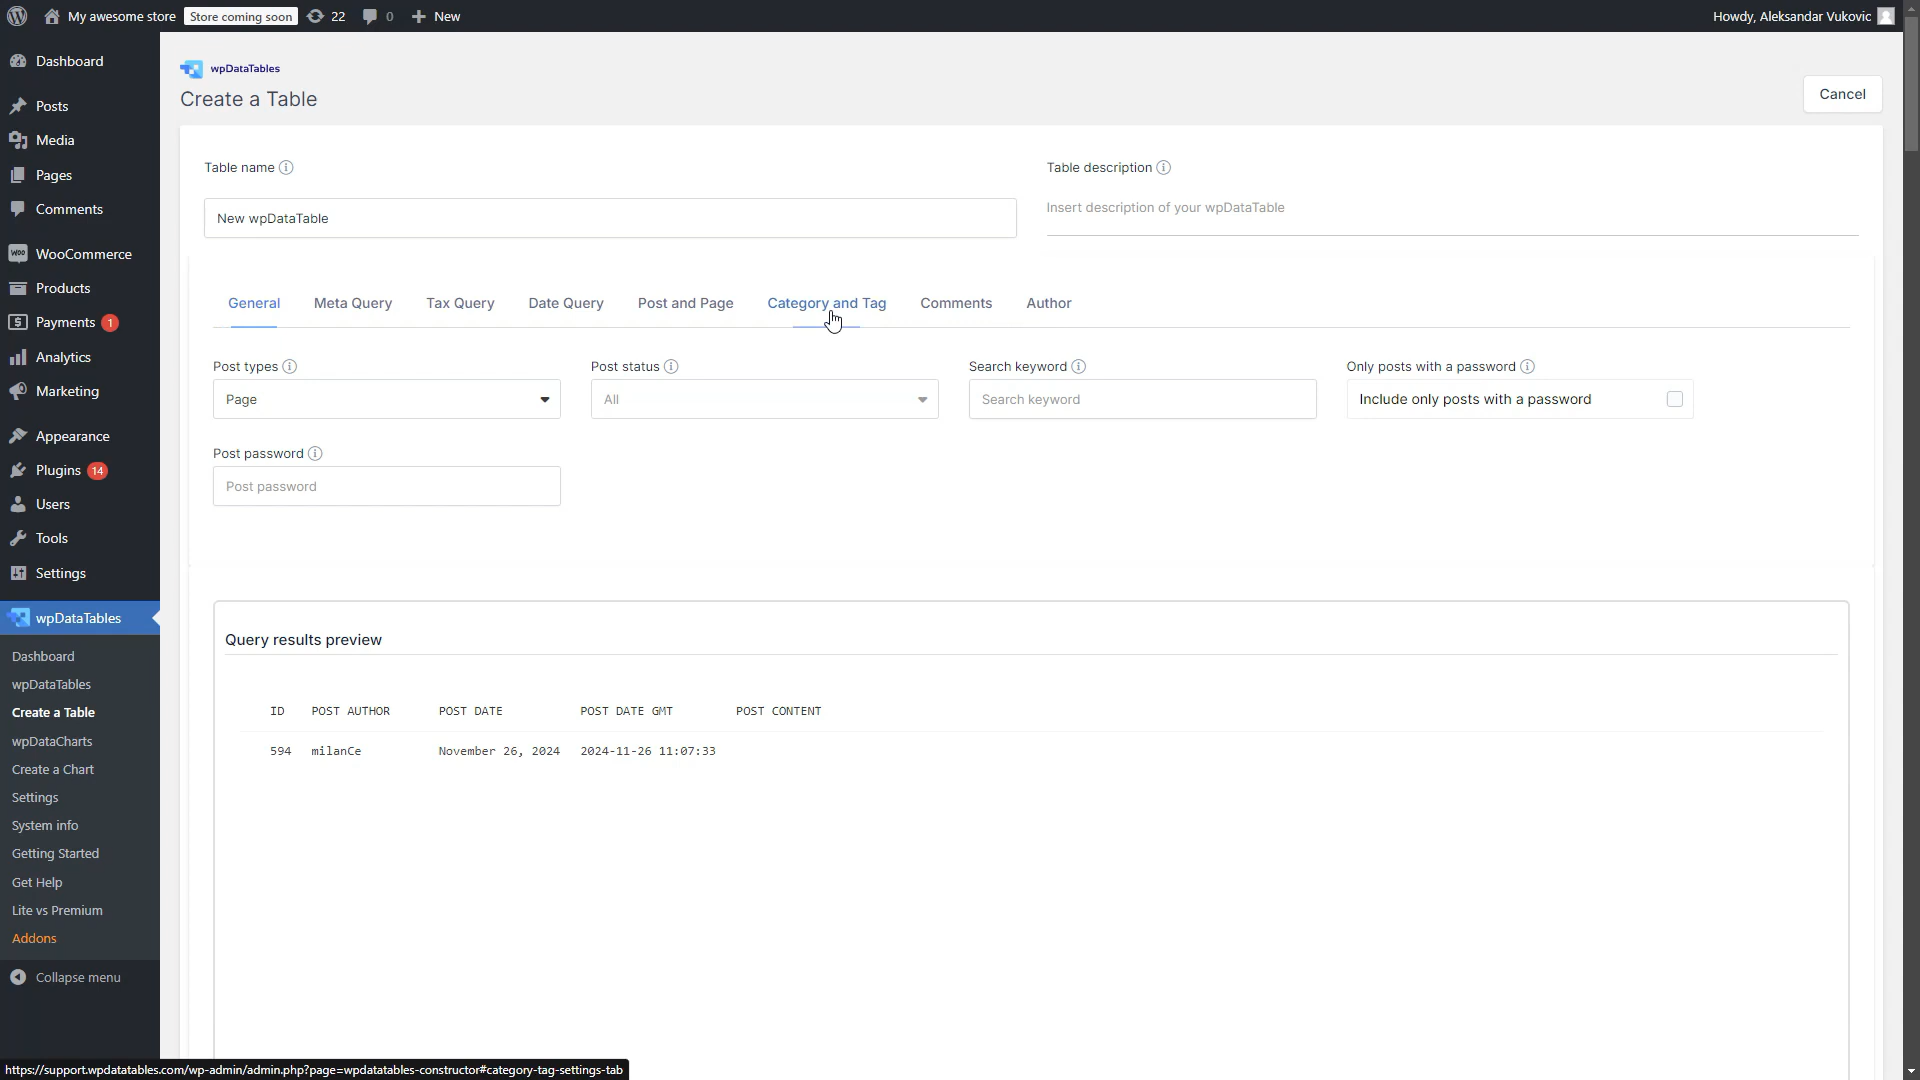 My awesome store Store coming soon 22 0 New Howdy, Aleksandar Vukovic
Dashboard
Posts
Media
Pages
Comments
WooCommerce
Products
Payments 1
Analytics
Marketing
Appearance
Plugins 14
Users
Tools
Settings
wpDataTables
Dashboard
wpDataTables
Create a Table
wpDataCharts
Create a Chart
Settings
System info
Getting Started
Get Help
Lite vs Premium
Addons
Collapse menu
wpDataTables
Create a Table
Cancel
Table name
Table description
New wpDataTable
Insert description of your wpDataTable
General Meta Query Tax Query Date Query Post and Page Category and Tag Comments Author
Post types Post status Search keyword Only posts with a password
Page All Search keyword Include only posts with a password
Post password
Post password
Query results preview
ID POST AUTHOR POST DATE POST DATE GMT POST CONTENT
594 milanCe November 26, 2024 2024-11-26 11:07:33
https://support.wpdatatables.com/wp-admin/admin.php?page=wpdatatables-constructor#category-tag-settings-tab